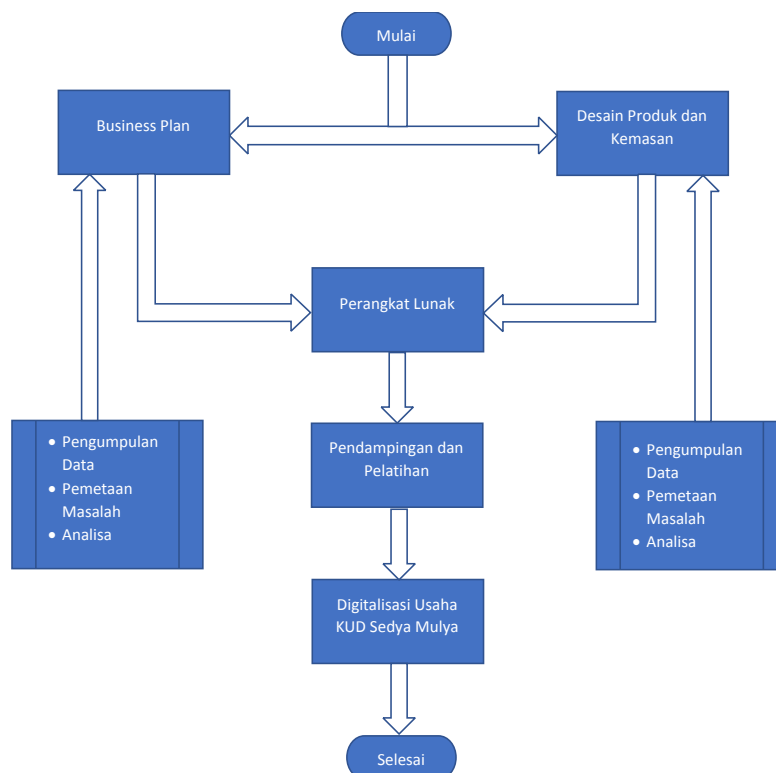 Mulai
Business Plan
Desain Produk dan
Kemasan
Perangkat Lunak
• Pengumpulan
Data
• Pemetaan
Masalah
• Analisa
Pendampingan dan
Pelatihan
• Pengumpulan
Data
• Pemetaan
Masalah
• Analisa
Digitalisasi Usaha
KUD Sedya Mulya
Selesai